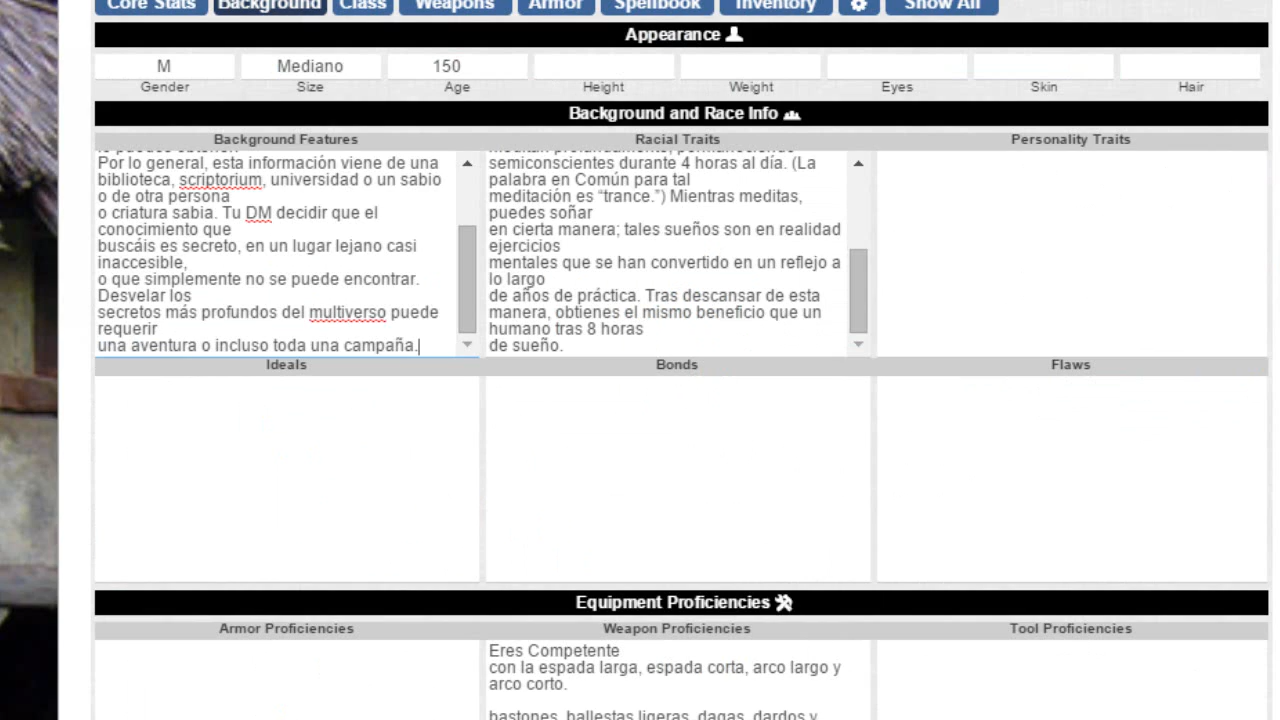 Core Stats Background Class Weapons Armor Spellbook Inventory Show All
Appearance
M Mediano 150
Gender Size Age Height Weight Eyes Skin Hair
Background and Race Info
Background Features Racial Traits Personality Traits
Por lo general, esta información viene de una
biblioteca, scriptorium, universidad o un sabio
o de otra persona
o criatura sabia. Tu DM decidir que el
conocimiento que
buscáis es secreto, en un lugar lejano casi
inaccesible,
o que simplemente no se puede encontrar.
Desvelar los
secretos más profundos del multiverso puede
requerir
una aventura o incluso toda una campaña.
semiconscientes durante 4 horas al día. (La
palabra en Común para tal
meditación es “trance.”) Mientras meditas,
puedes soñar
en cierta manera; tales sueños son en realidad
ejercicios
mentales que se han convertido en un reflejo a
lo largo
de años de práctica. Tras descansar de esta
manera, obtienes el mismo beneficio que un
humano tras 8 horas
de sueño.
Ideals Bonds Flaws
Equipment Proficiencies
Armor Proficiencies Weapon Proficiencies Tool Proficiencies
Eres Competente
con la espada larga, espada corta, arco largo y
arco corto.
bastones, ballestas ligeras, dagas, dardos y